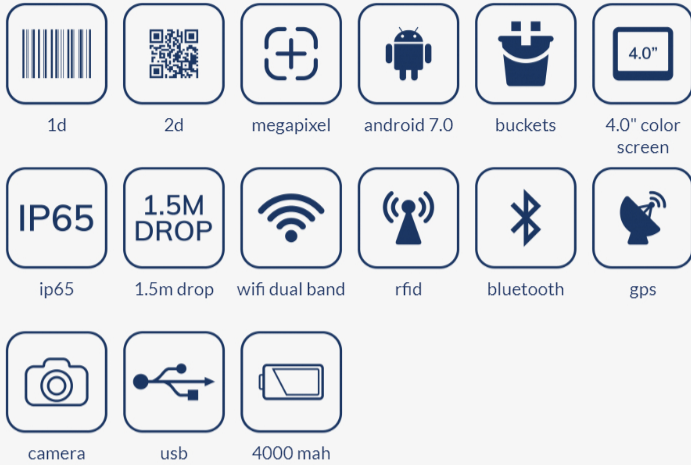 4.0"
1d
2d
megapixel
android 7.0
buckets
4.0" color
screen
IP65
1.5M
DROP
ip65
1.5m drop
wifi dual band
rfid
bluetooth
gps
camera
usb
4000 mah